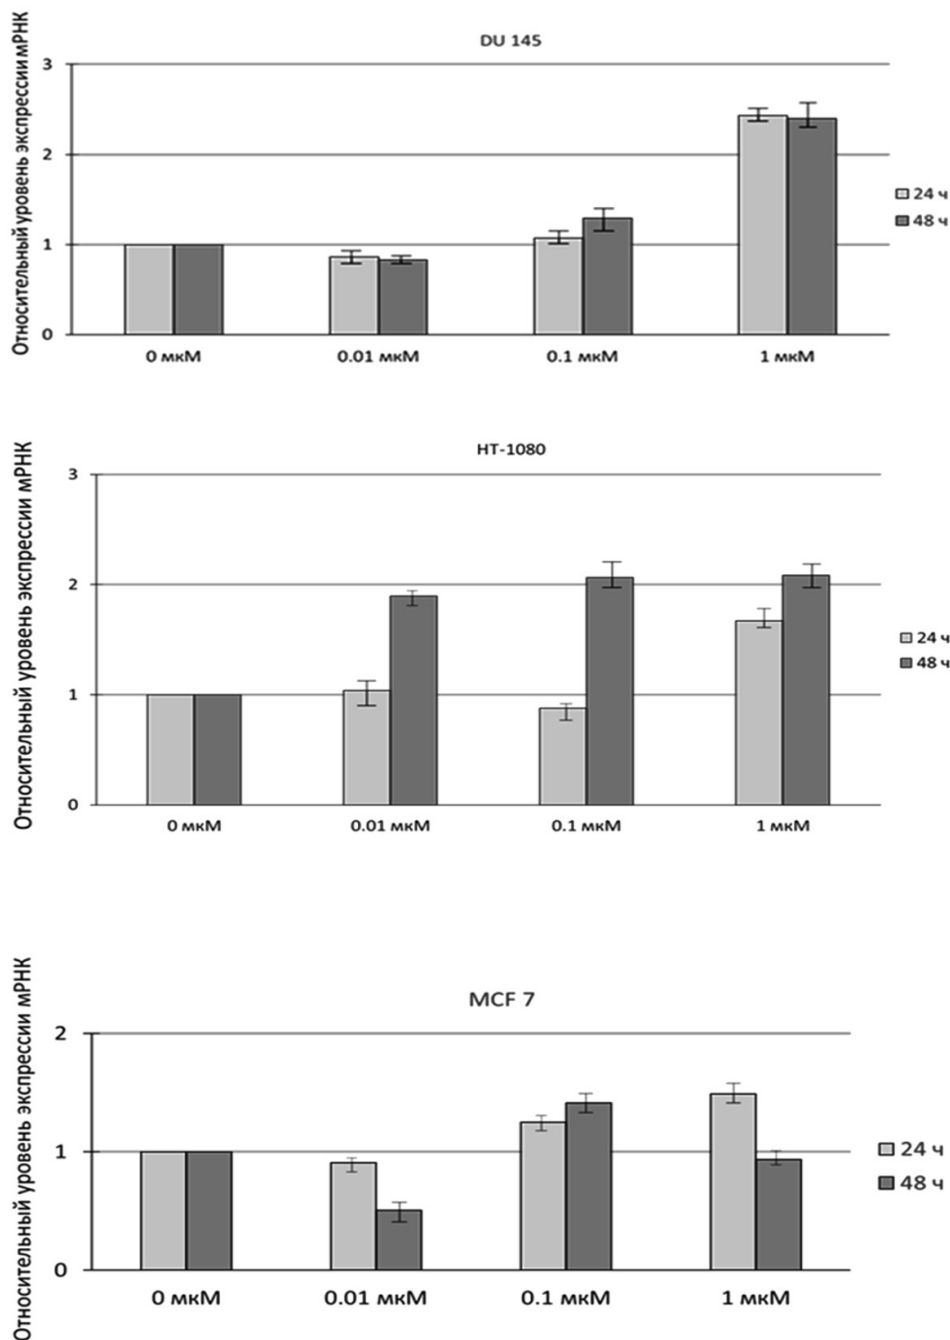 DU 145
Относительный уровень экспрессии мРНК
3
2
1
0
0 мкМ 0.01 мкМ 0.1 мкМ 1 мкМ
24 ч
48 ч
HT-1080
Относительный уровень экспрессии мРНК
3
2
1
0
0 мкМ 0.01 мкМ 0.1 мкМ 1 мкМ
24 ч
48 ч
MCF 7
Относительный уровень экспрессии мРНК
2
1
0
0 мкМ 0.01 мкМ 0.1 мкМ 1 мкМ
24 ч
48 ч